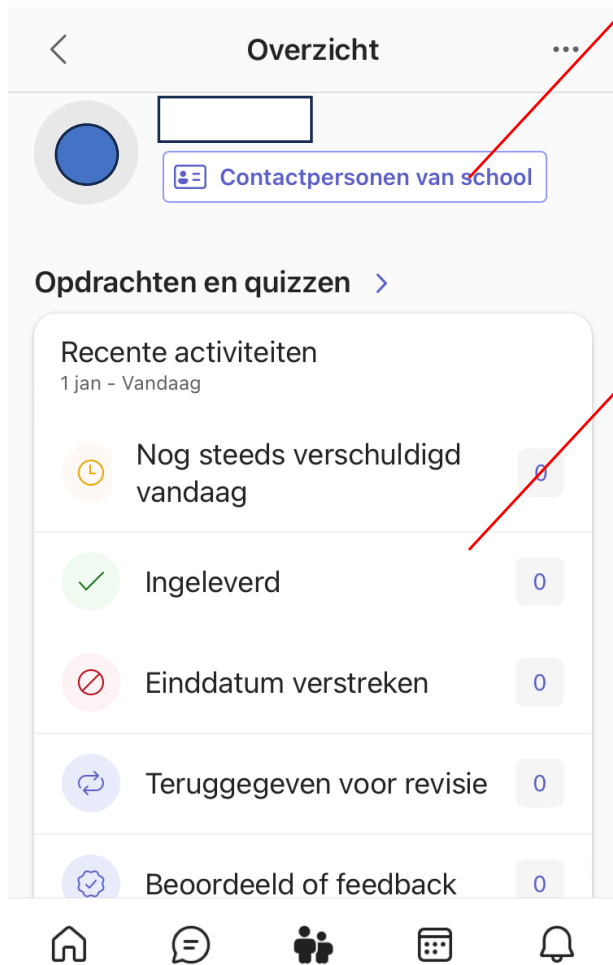 Overzicht
Contactpersonen van school
Opdrachten en quizzen
Recente activiteiten
1 jan - Vandaag
Nog steeds verschuldigd
vandaag
0
Ingeleverd
0
Einddatum verstreken
0
Teruggegeven voor revisie
0
Beoordeeld of feedback
0